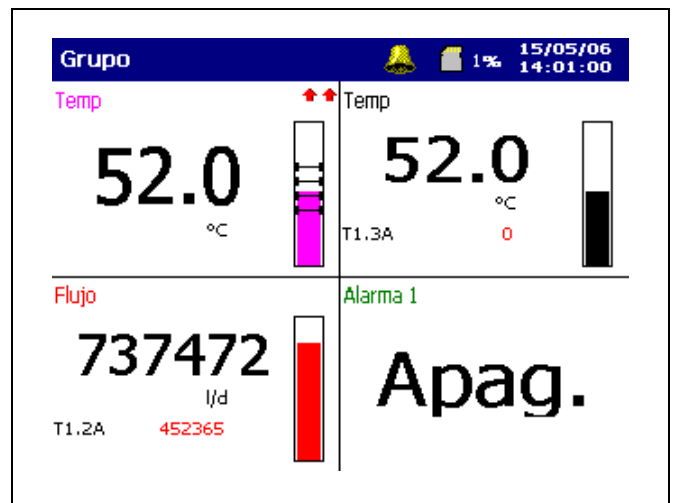 Grupo 1% 15/05/06
14:01:00
Temp
52.0
°C
Temp
52.0
°C
T1.3A 0
Flujo
737472
l/d
T1.2A 452365
Alarma 1
Apag.